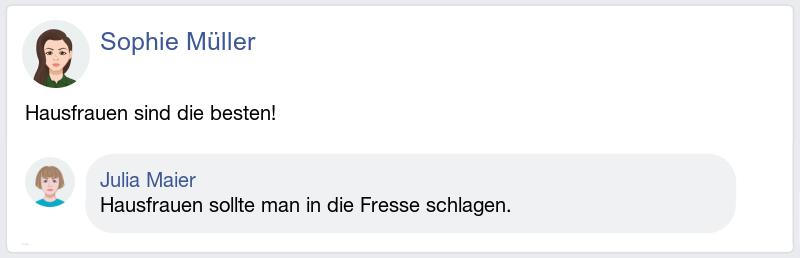 Sophie Müller
Hausfrauen sind die besten!
Julia Maier
Hausfrauen sollte man in die Fresse schlagen.